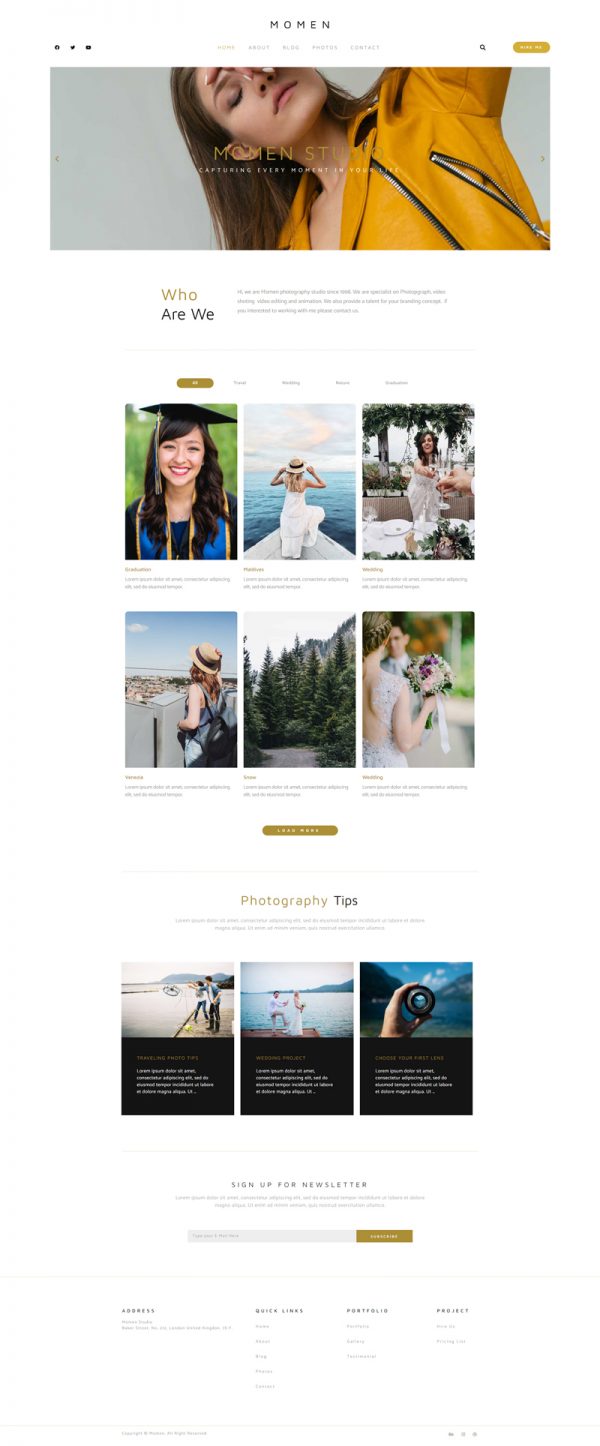 MOMEN
HOME ABOUT BLOG PHOTOS CONTACT
HIRE ME
MOMEN STUDIO
CAPTURING EVERY MOMENT IN YOUR LIFE
Who
Are We
Hi, we are Momen photography studio since 1998. We are specialist on Photogrgraph, video
shoting video editing and animation. We also provide a talent for your branding concept. if
you interested to working with me please contact us.
All Travel Wedding Nature Graduation
Graduation
Lorem ipsum dolor sit amet, consectetur adipiscing
elit, sed do eiusmod tempor.
Maldives
Lorem ipsum dolor sit amet, consectetur adipiscing
elit, sed do eiusmod tempor.
Wedding
Lorem ipsum dolor sit amet, consectetur adipiscing
elit, sed do eiusmod tempor.
Venezia
Lorem ipsum dolor sit amet, consectetur adipiscing
elit, sed do eiusmod tempor.
Snow
Lorem ipsum dolor sit amet, consectetur adipiscing
elit, sed do eiusmod tempor.
Wedding
Lorem ipsum dolor sit amet, consectetur adipiscing
elit, sed do eiusmod tempor.
LOAD MORE
Photography Tips
Lorem ipsum dolor sit amet, consectetur adipiscing elit, sed do eiusmod tempor incididunt ut labore et dolore
magna aliqua. Ut enim ad minim veniam, quis nostrud exercitation ullamco
TRAVELING PHOTO TIPS
Lorem ipsum dolor sit amet,
consectetur adipiscing elit, sed do
eiusmod tempor incididunt ut labore
et dolore magna aliqua. Ut ..
WEDDING PROJECT
Lorem ipsum dolor sit amet,
consectetur adipiscing elit, sed do
eiusmod tempor incididunt ut labore
et dolore magna aliqua. Ut ..
CHOOSE YOUR FIRST LENS
Lorem ipsum dolor sit amet,
consectetur adipiscing elit, sed do
eiusmod tempor incididunt ut labore
et dolore magna aliqua. Ut ..
SIGN UP FOR NEWSLETTER
Lorem ipsum dolor sit amet, consectetur adipiscing elit, sed do eiusmod tempor incididunt ut labore et dolore
magna aliqua. Ut enim ad minim veniam, quis nostrud exercitation ullamco.
Type your E-Mail Here
SUBSCRIBE
ADDRESS
Momen Studio
Baker Street, No. London United Kingdom.
QUICK LINKS
Home
About
Blog
Photos
Contact
PORTFOLIO
Portfolio
Gallery
Testimonial
PROJECT
Hire Us
Pricing List
Copyright © Momen, All Right Reserved